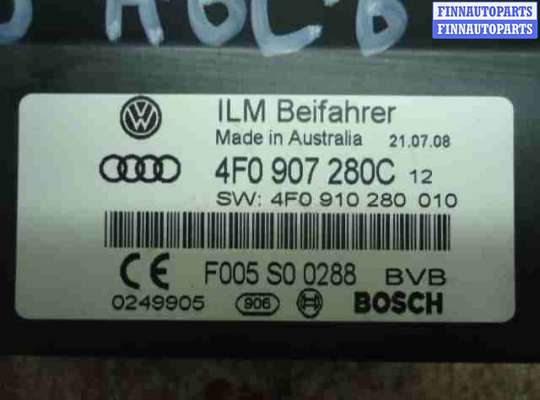 FINNAUTOPARTS
FINNAUTOPARTS
ILM Beifahrer
Made in Australia 21.07.08
4F0 907 280C 12
SW: 4F0 910 280 010
F005 S0 0288 BVB
0249905 906 BOSCH